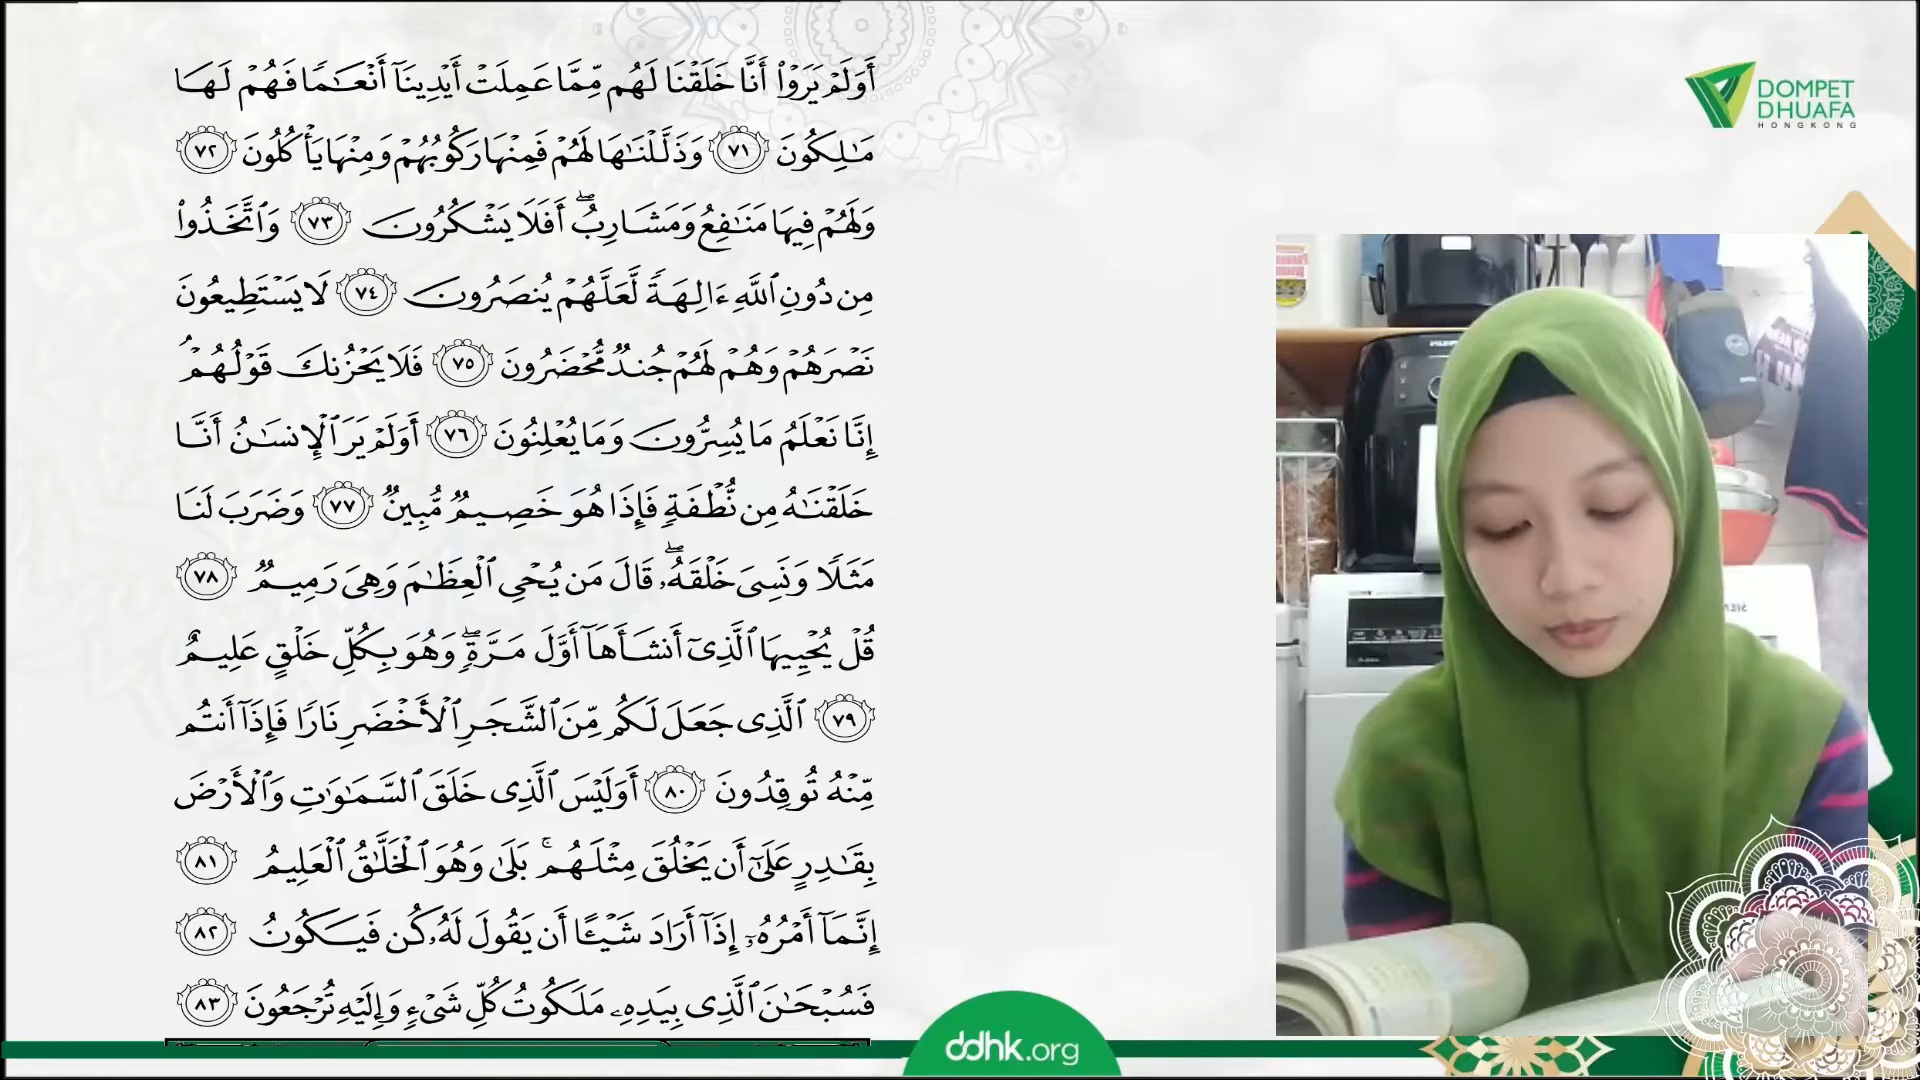 أَوَلَمْ يَرَوْا۟ أَنَّا خَلَقْنَا لَهُم مِّمَّا عَمِلَتْ أَيْدِينَآ أَنْعَـٰمًا فَهُمْ لَهَا
مَـٰلِكُونَ ٧١ وَذَلَّلْنَـٰهَا لَهُمْ فَمِنْهَا رَكُوبُهُمْ وَمِنْهَا يَأْكُلُونَ ٧٢
وَلَهُمْ فِيهَا مَنَـٰفِعُ وَمَشَارِبُ ۖ أَفَلَا يَشْكُرُونَ ٧٣ وَٱتَّخَذُوا۟
مِن دُونِ ٱللَّهِ ءَالِهَةً لَّعَلَّهُمْ يُنصَرُونَ ٧٤ لَا يَسْتَطِيعُونَ
نَصْرَهُمْ وَهُمْ لَهُمْ جُندٌ مُّحْضَرُونَ ٧٥ فَلَا يَحْزُنكَ قَوْلُهُمْ ۘ
إِنَّا نَعْلَمُ مَا يُسِرُّونَ وَمَا يُعْلِنُونَ ٧٦ أَوَلَمْ يَرَ ٱلْإِنسَـٰنُ أَنَّا
خَلَقْنَـٰهُ مِن نُّطْفَةٍ فَإِذَا هُوَ خَصِيمٌ مُّبِينٌ ٧٧ وَضَرَبَ لَنَا
مَثَلًا وَنَسِىَ خَلْقَهُۥ ۖ قَالَ مَن يُحْىِ ٱلْعِظَـٰمَ وَهِىَ رَمِيمٌ ٧٨
قُلْ يُحْيِيهَا ٱلَّذِىٓ أَنشَأَهَآ أَوَّلَ مَرَّةٍ ۖ وَهُوَ بِكُلِّ خَلْقٍ عَلِيمٌ
٧٩ ٱلَّذِى جَعَلَ لَكُم مِّنَ ٱلشَّجَرِ ٱلْأَخْضَرِ نَارًا فَإِذَآ أَنتُم
مِّنْهُ تُوقِدُونَ ٨٠ أَوَلَيْسَ ٱلَّذِى خَلَقَ ٱلسَّمَـٰوَٰتِ وَٱلْأَرْضَ
بِقَـٰدِرٍ عَلَىٰٓ أَن يَخْلُقَ مِثْلَهُم ۚ بَلَىٰ وَهُوَ ٱلْخَلَّـٰقُ ٱلْعَلِيمُ ٨١
إِنَّمَآ أَمْرُهُۥٓ إِذَآ أَرَادَ شَيْـًٔا أَن يَقُولَ لَهُۥ كُن فَيَكُونُ ٨٢
فَسُبْحَـٰنَ ٱلَّذِى بِيَدِهِۦ مَلَكُوتُ كُلِّ شَىْءٍ وَإِلَيْهِ تُرْجَعُونَ ٨٣
DOMPET
DHUAFA
HONGKONG
ddhk.org